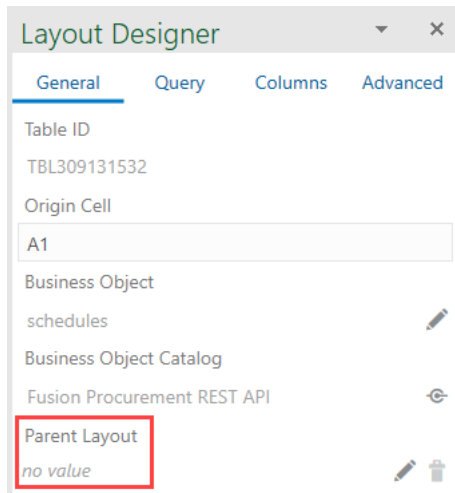 Layout Designer
General Query Columns Advanced
Table ID
TBL309131532
Origin Cell
A1
Business Object
schedules
Business Object Catalog
Fusion Procurement REST API
Parent Layout
no value